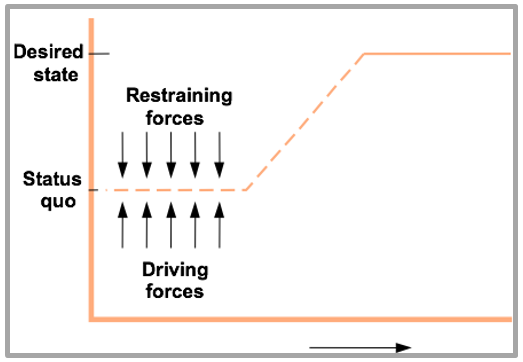 Desired
state
Restraining
forces
Status
quo
Driving
forces